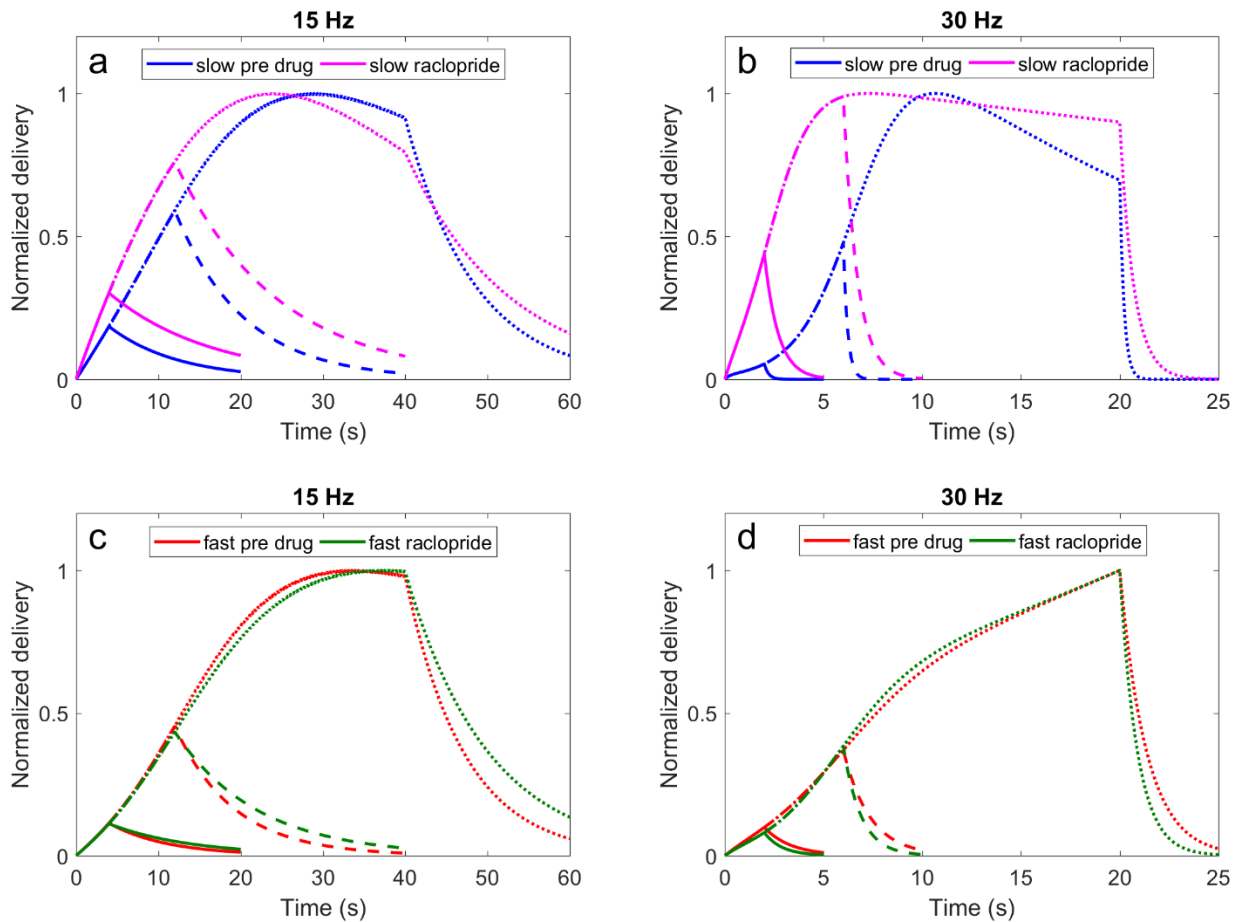 15 Hz
a
slow pre drug
slow raclopride
1
0.5
0
Normalized delivery
0 10 20 30 40 50 60
Time (s)
30 Hz
b
slow pre drug
slow raclopride
1
0.5
0
Normalized delivery
0 5 10 15 20 25
Time (s)
15 Hz
c
fast pre drug
fast raclopride
1
0.5
0
Normalized delivery
0 10 20 30 40 50 60
Time (s)
30 Hz
d
fast pre drug
fast raclopride
1
0.5
0
Normalized delivery
0 5 10 15 20 25
Time (s)